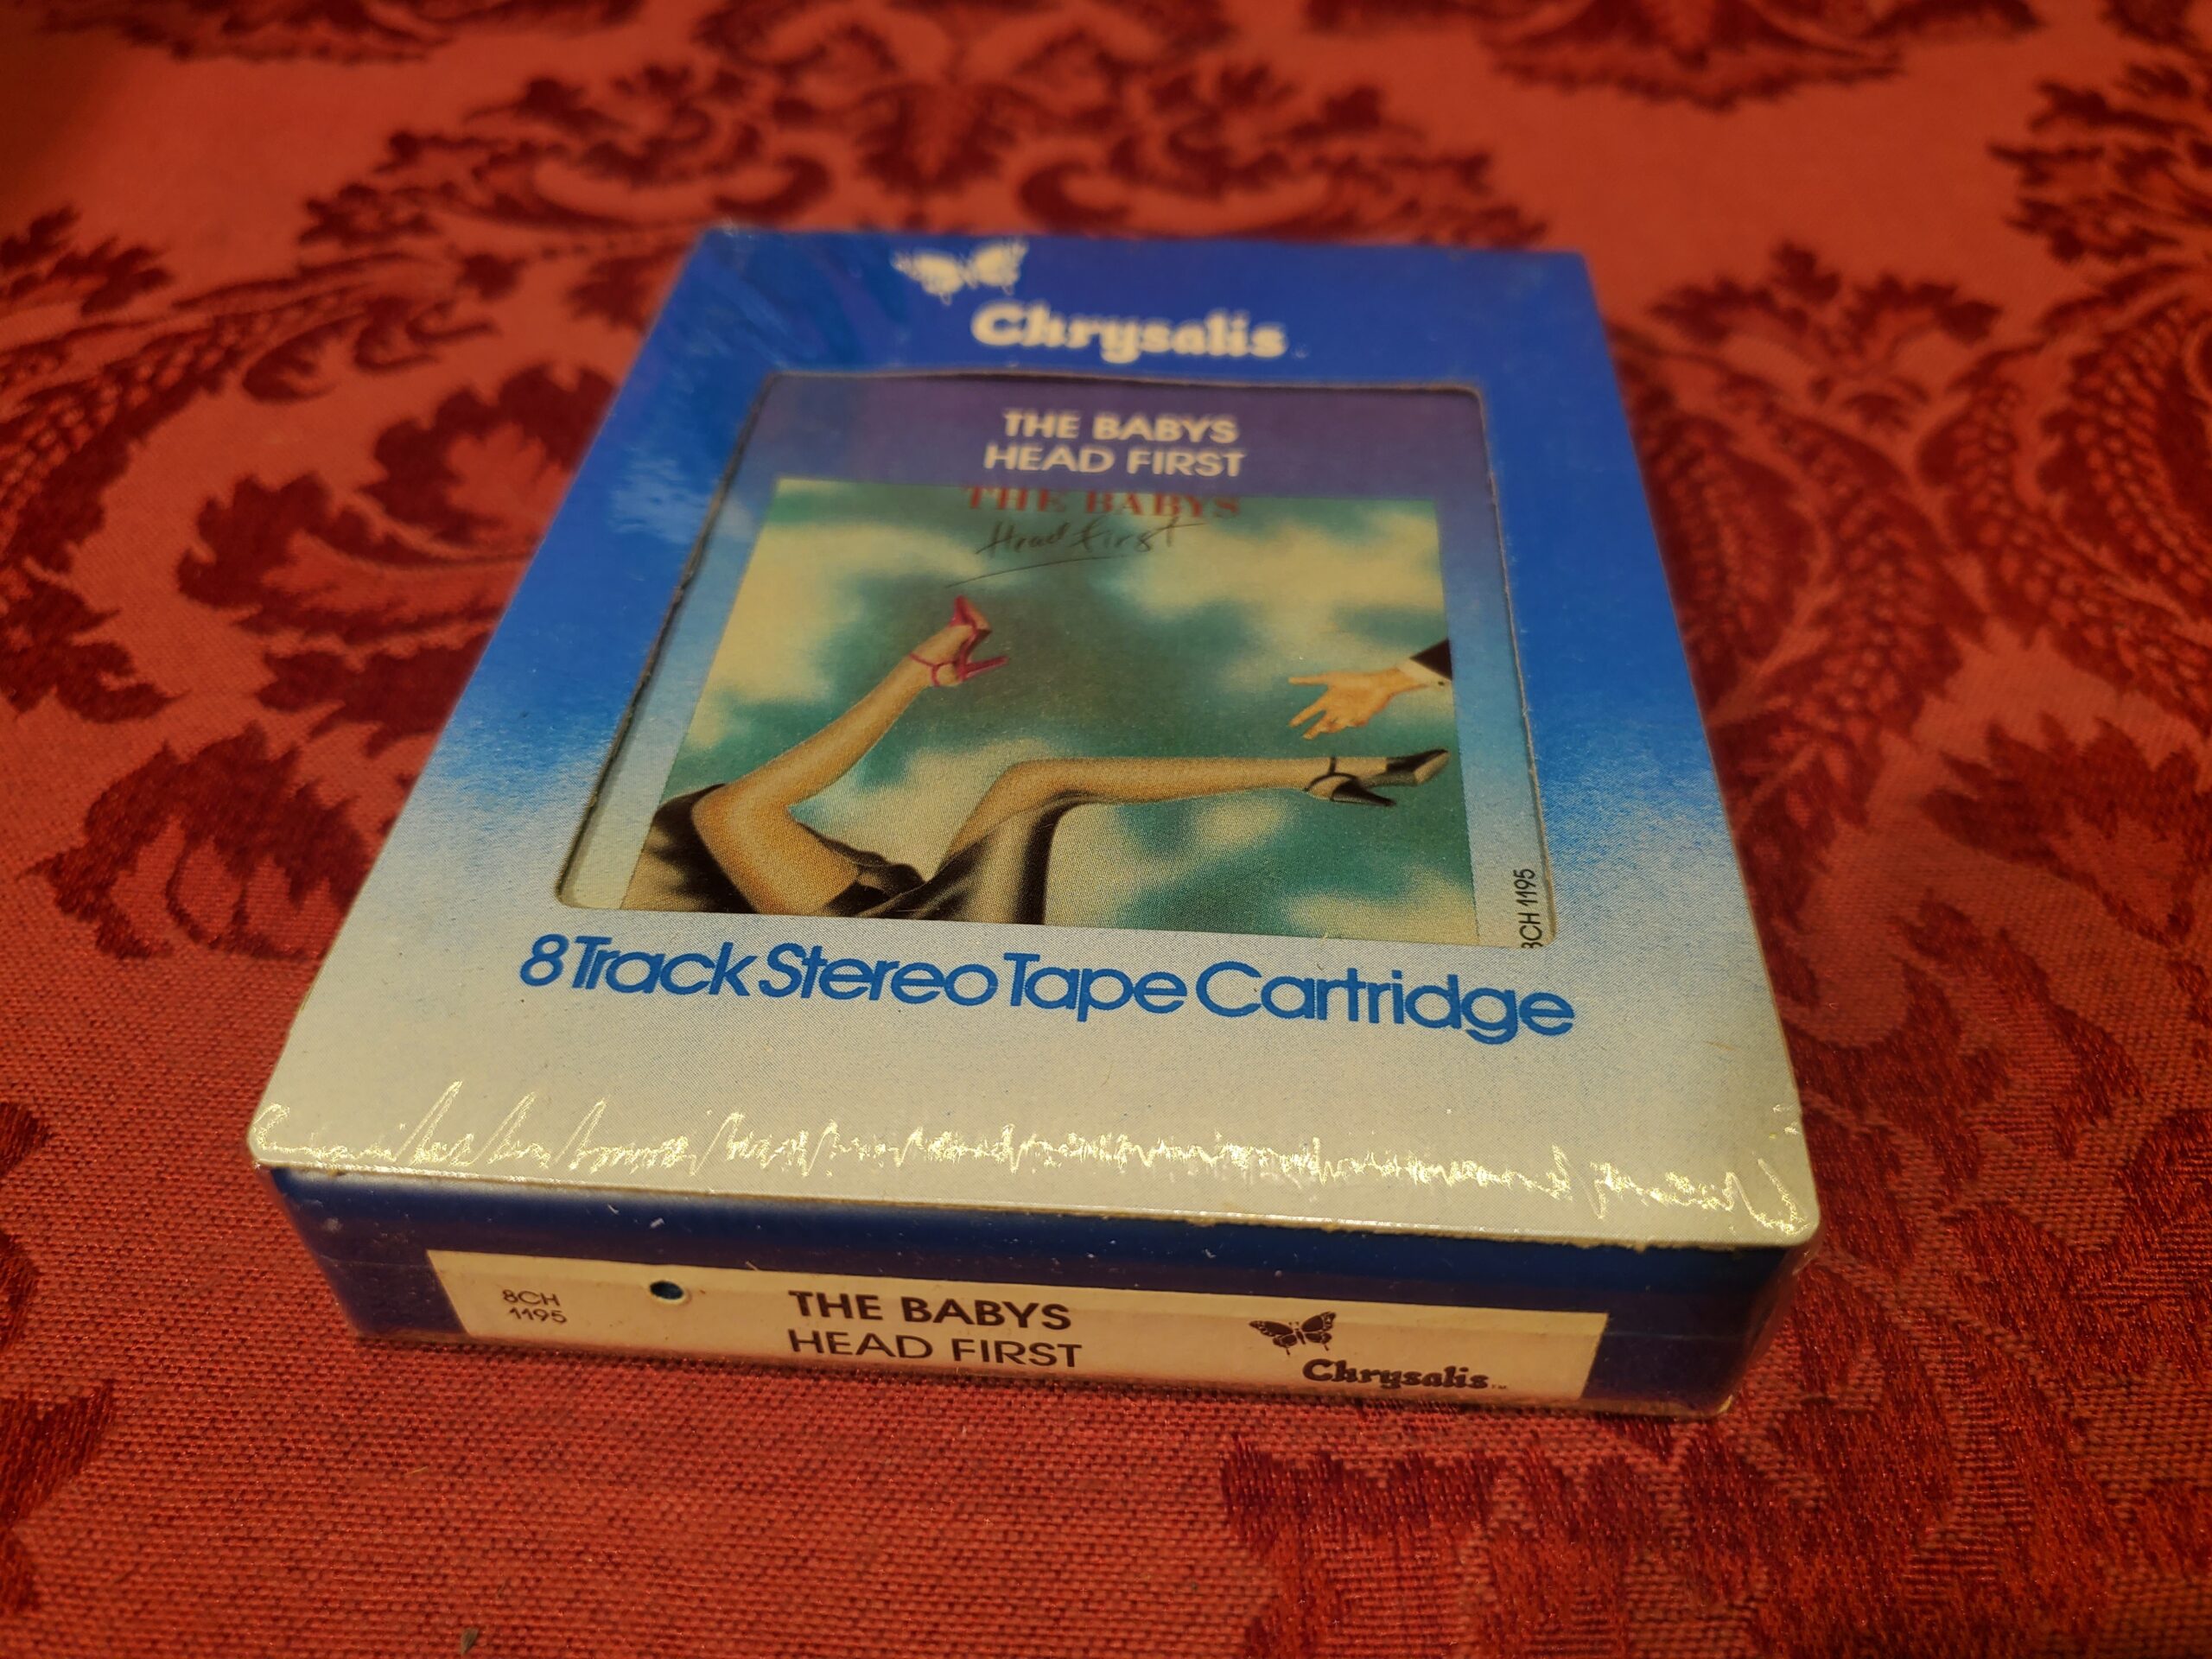 Chrysalis
THE BABYS
HEAD FIRST
THE BABYS
Head first
8CH 1195
8 Track Stereo Tape Cartridge
8CH
1195
THE BABYS
HEAD FIRST
Chrysalis™